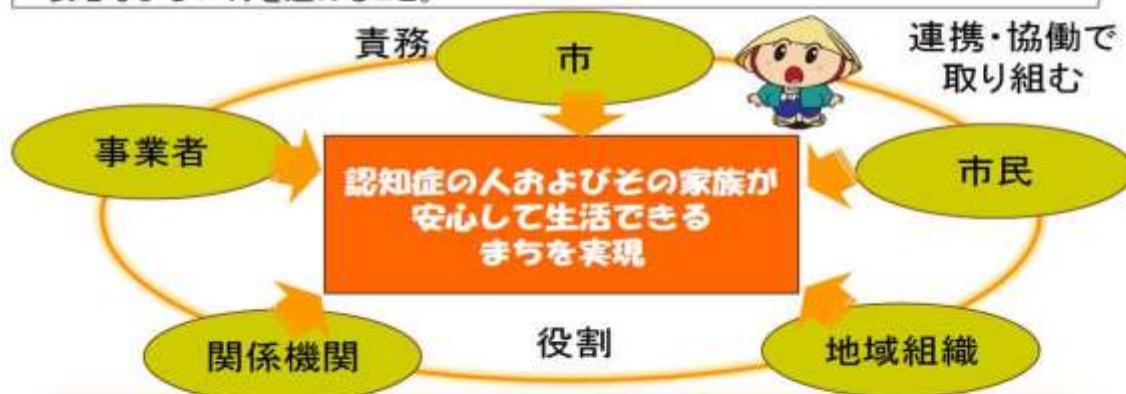 責務
市
連携・協働で
取り組む
事業者
市民
認知症の人およびその家族が
安心して生活できる
まちを実現
関係機関
役割
地域組織